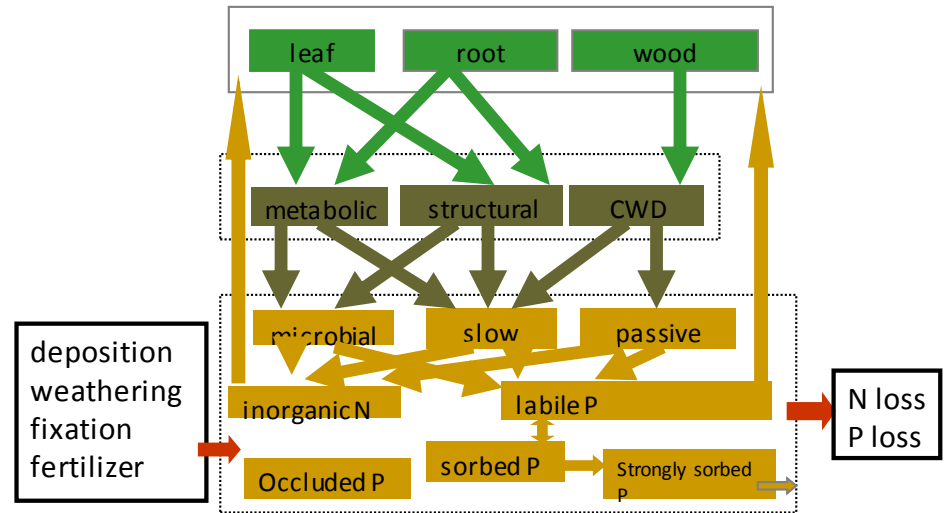 leaf
root
wood
metabolic
structural
CWD
microbial
slow
passive
deposition
weathering
fixation
fertilizer
inorganic N
labile P
N loss
P loss
Occluded P
sorbed P
Strongly sorbed
P